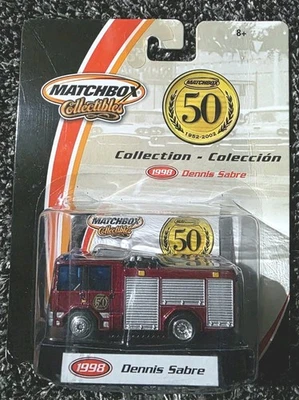 8+
MATCHBOX
Collectibles
MATCHBOX
50
1952-2002
Collection - Colección
1998 Dennis Sabre
MATCHBOX
Collectibles
50
1998 Dennis Sabre